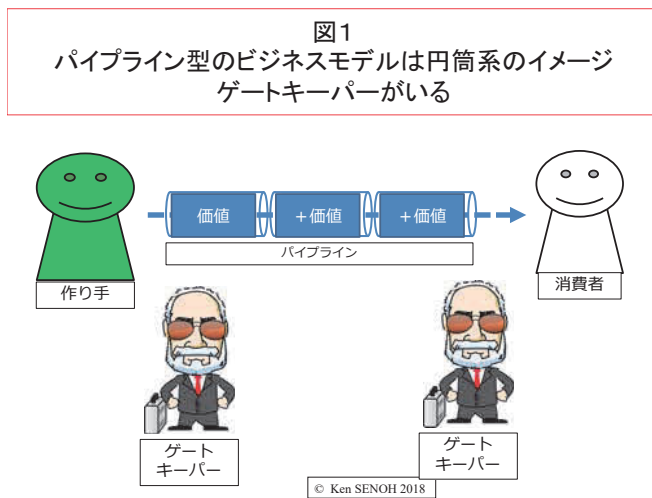 図1
パイプライン型のビジネスモデルは円筒系のイメージ
ゲートキーパーがいる
価値
+価値
+価値
パイプライン
作り手
消費者
ゲート
キーパー
ゲート
キーパー
© Ken SENOH 2018